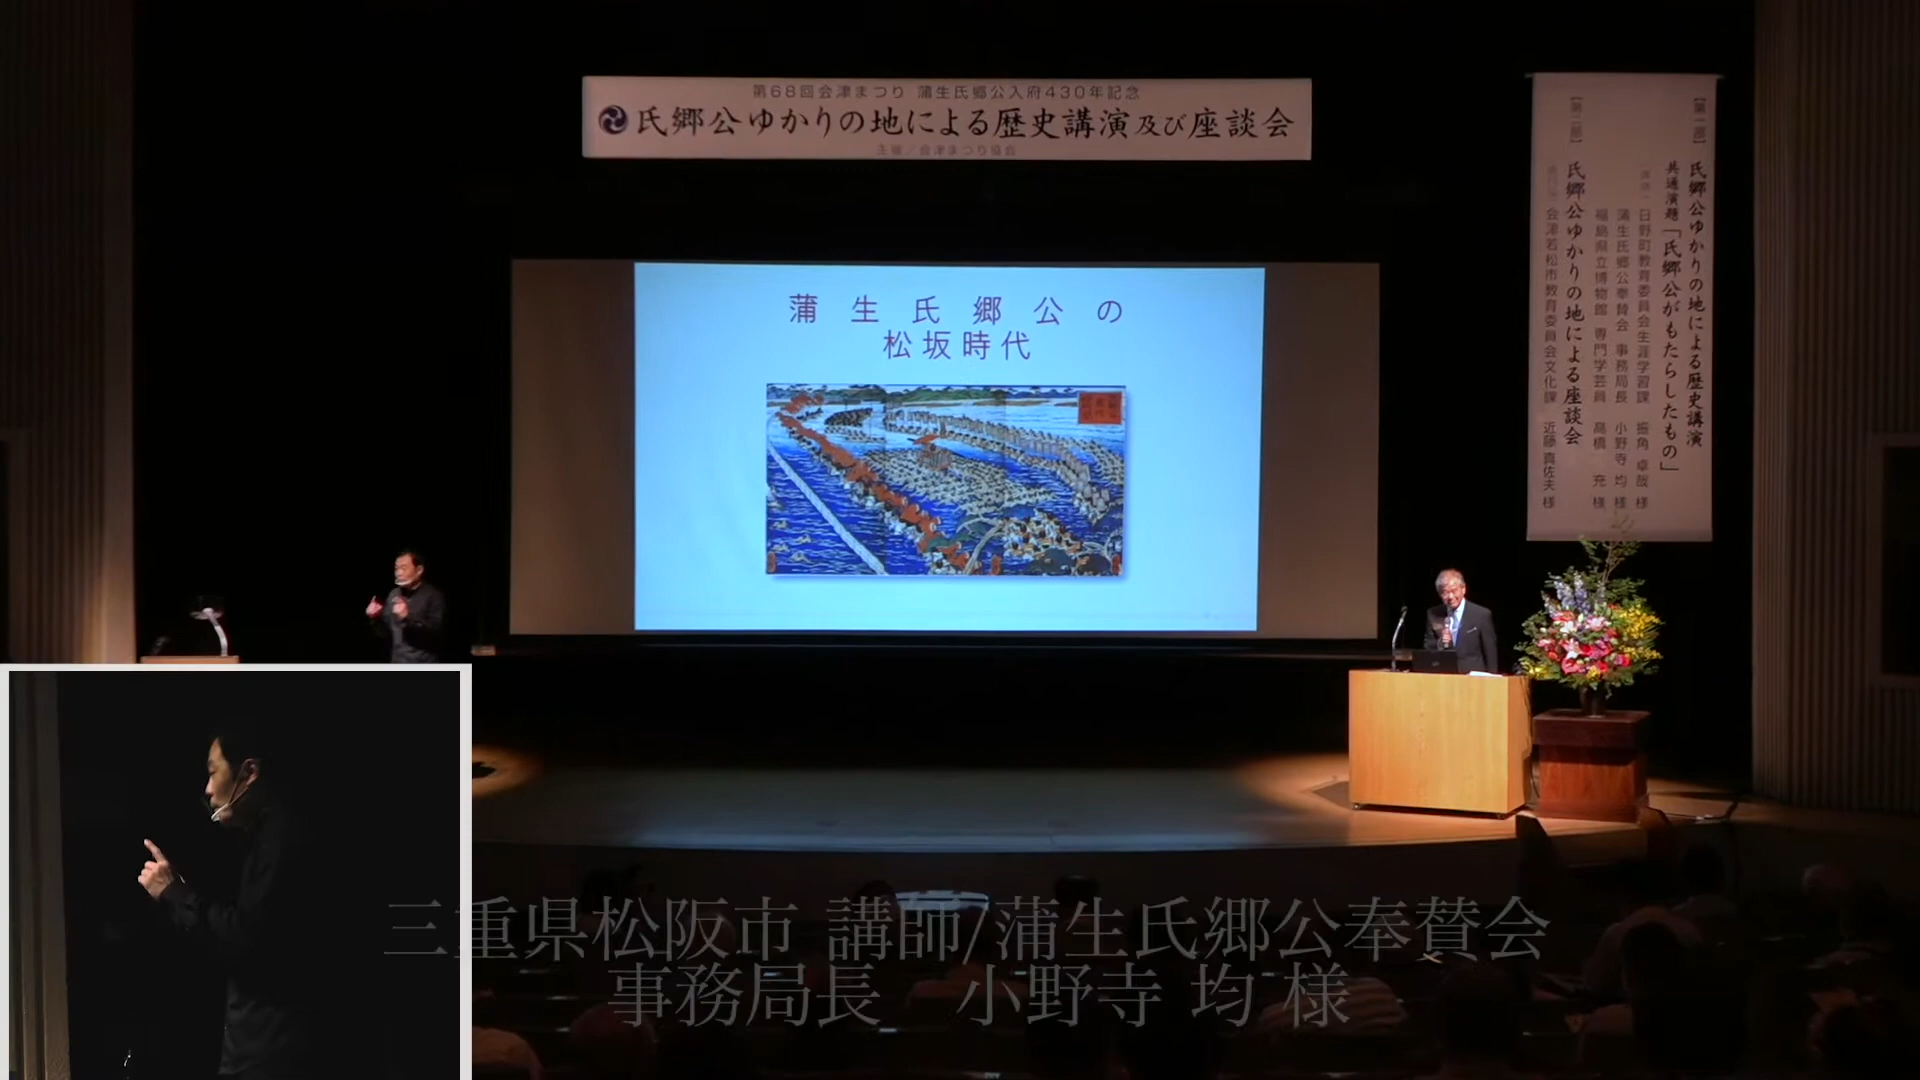 第68回会津まつり 蒲生氏郷公入府430年記念
氏郷公ゆかりの地による歴史講演及び座談会
主催／会津まつり協会
蒲生氏郷公の
松坂時代
【第一部】 氏郷公ゆかりの地による歴史講演
共通演題「氏郷公がもたらしたもの」
日野町教育委員会生涯学習課 振角 卓哉 様
蒲生氏郷公奉賛会 事務局長 小野寺 均 様
福島県立博物館 専門学芸員 高橋 充 様
【第二部】 氏郷公ゆかりの地による座談会
会津若松市教育委員会文化課 近藤 真佐夫 様
三重県松阪市 講師/蒲生氏郷公奉賛会
事務局長 小野寺 均 様